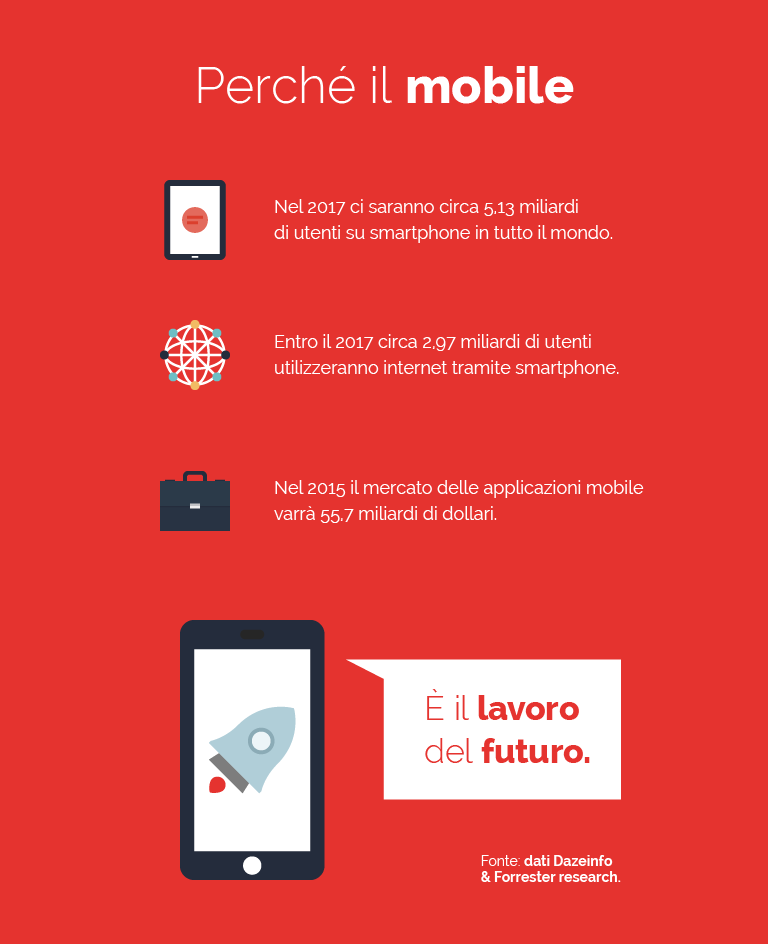 Perché il mobile
Nel 2017 ci saranno circa 5,13 miliardi
di utenti su smartphone in tutto il mondo.
Entro il 2017 circa 2,97 miliardi di utenti
utilizzeranno internet tramite smartphone.
Nel 2015 il mercato delle applicazioni mobile
varrà 55,7 miliardi di dollari.
È il lavoro
del futuro.
Fonte: dati Dazeinfo
& Forrester research.